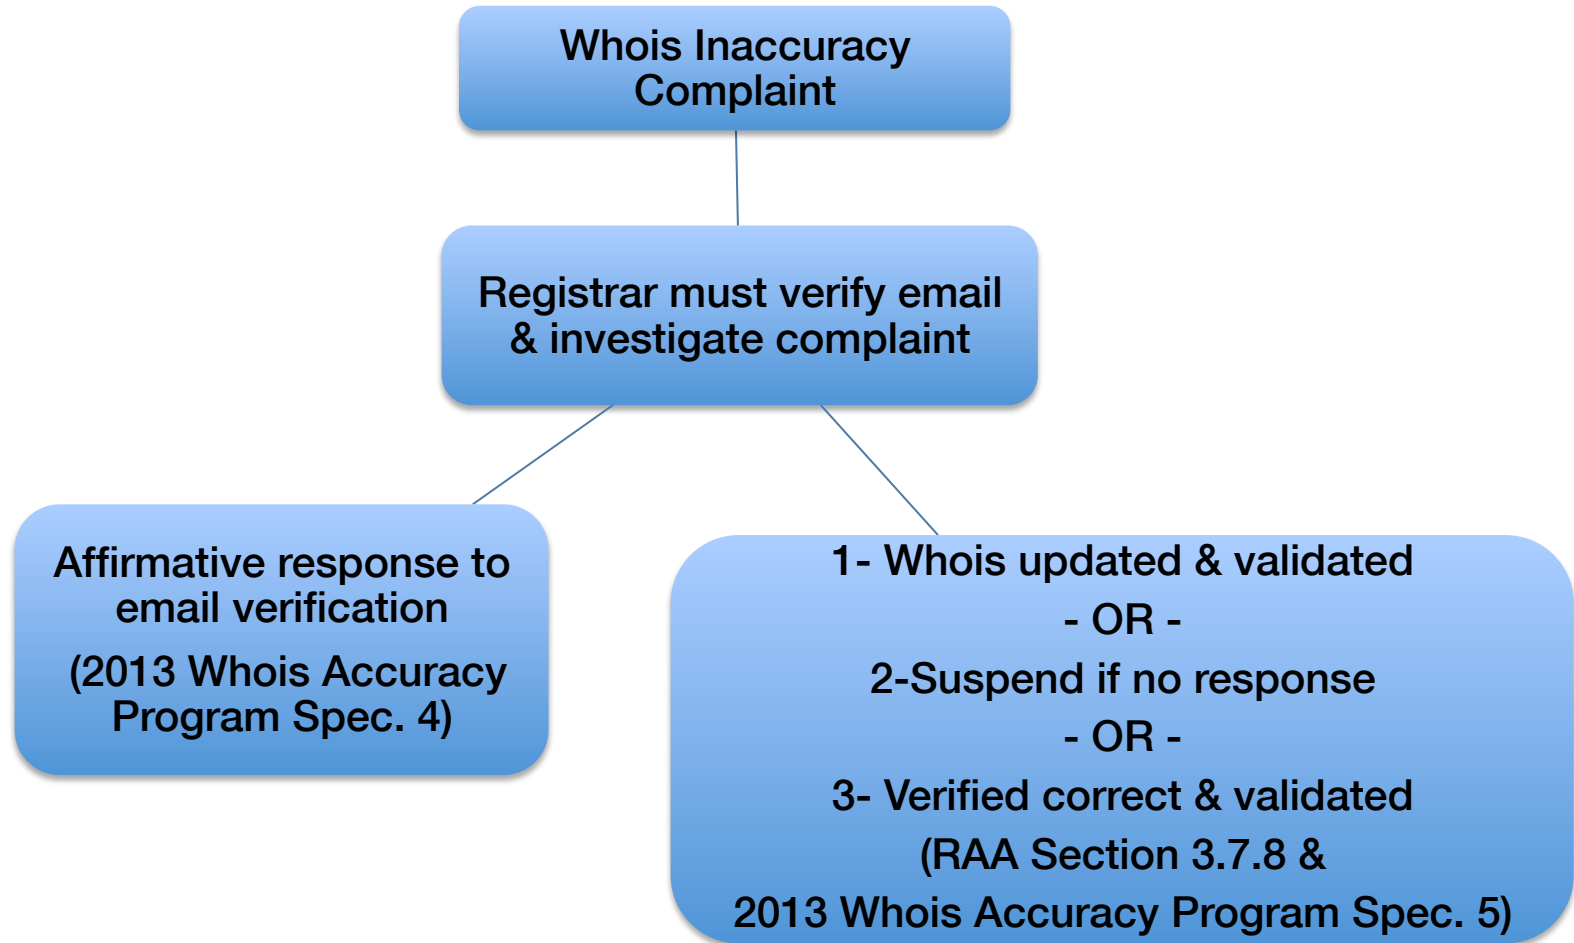 Whois Inaccuracy
Complaint
Registrar must verify email
& investigate complaint
Affirmative response to
email verification
(2013 Whois Accuracy
Program Spec. 4)
1- Whois updated & validated
- OR -
2-Suspend if no response
- OR -
3- Verified correct & validated
(RAA Section 3.7.8 &
2013 Whois Accuracy Program Spec. 5)